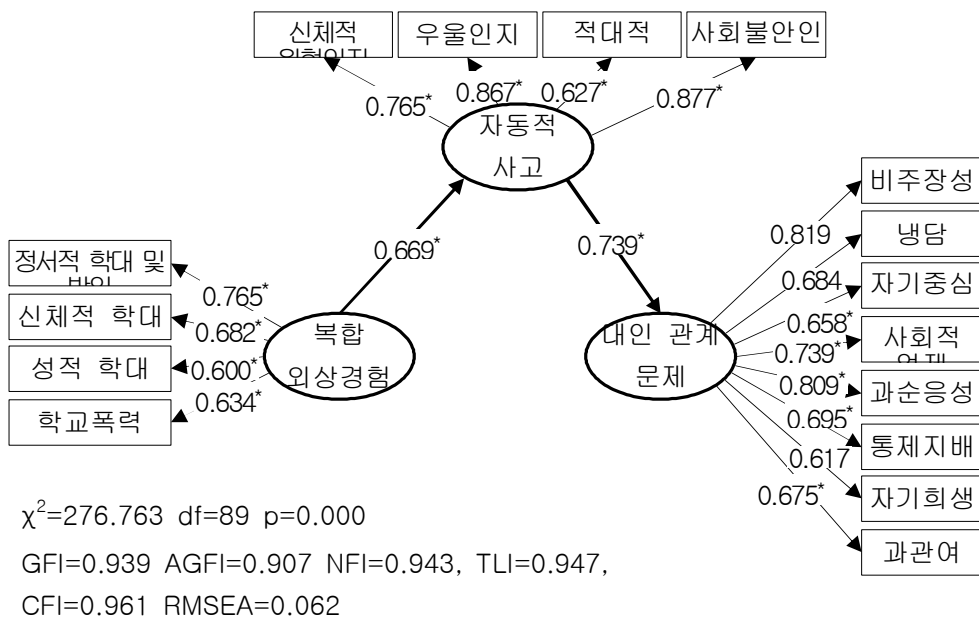 신체적
우울인지
적대적
사회불안인
0.765*
0.867*
0.627*
0.877*
자동적
사고
0.669*
0.739*
정서적 학대 및
신체적 학대
성적 학대
학교폭력
0.765*
0.682*
0.600*
0.634*
복합
외상경험
대인 관계
문제
0.819
0.684
0.658*
0.739*
0.809*
0.695*
0.617
0.675*
비주장성
냉담
자기중심
사회적
과순응성
통제지배
자기희생
과관여
χ²=276.763 df=89 p=0.000
GFI=0.939 AGFI=0.907 NFI=0.943, TLI=0.947,
CFI=0.961 RMSEA=0.062